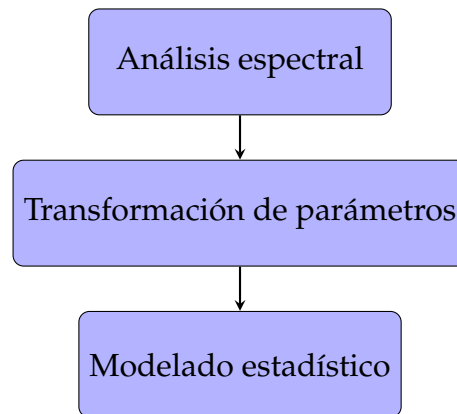 Análisis espectral
Transformación de parámetros
Modelado estadístico